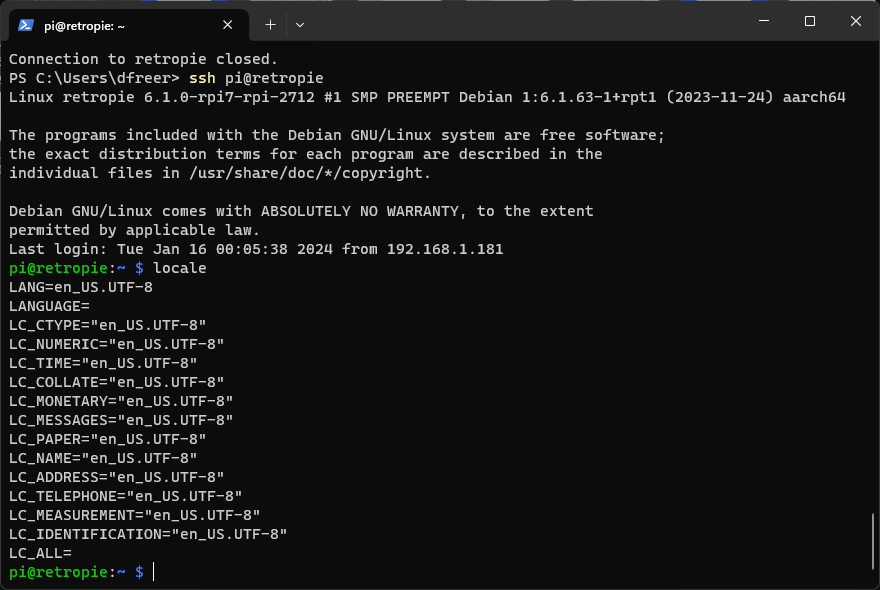 pi@retropie: ~
Connection to retropie closed.
PS C:\Users\dfreer> ssh pi@retropie
Linux retropie 6.1.0-rpi7-rpi-2712 #1 SMP PREEMPT Debian 1:6.1.63-1+rpt1 (2023-11-24) aarch64

The programs included with the Debian GNU/Linux system are free software;
the exact distribution terms for each program are described in the
individual files in /usr/share/doc/*/copyright.

Debian GNU/Linux comes with ABSOLUTELY NO WARRANTY, to the extent
permitted by applicable law.
Last login: Tue Jan 16 00:05:38 2024 from 192.168.1.181
pi@retropie:~ $ locale
LANG=en_US.UTF-8
LANGUAGE=
LC_CTYPE="en_US.UTF-8"
LC_NUMERIC="en_US.UTF-8"
LC_TIME="en_US.UTF-8"
LC_COLLATE="en_US.UTF-8"
LC_MONETARY="en_US.UTF-8"
LC_MESSAGES="en_US.UTF-8"
LC_PAPER="en_US.UTF-8"
LC_NAME="en_US.UTF-8"
LC_ADDRESS="en_US.UTF-8"
LC_TELEPHONE="en_US.UTF-8"
LC_MEASUREMENT="en_US.UTF-8"
LC_IDENTIFICATION="en_US.UTF-8"
LC_ALL=
pi@retropie:~ $